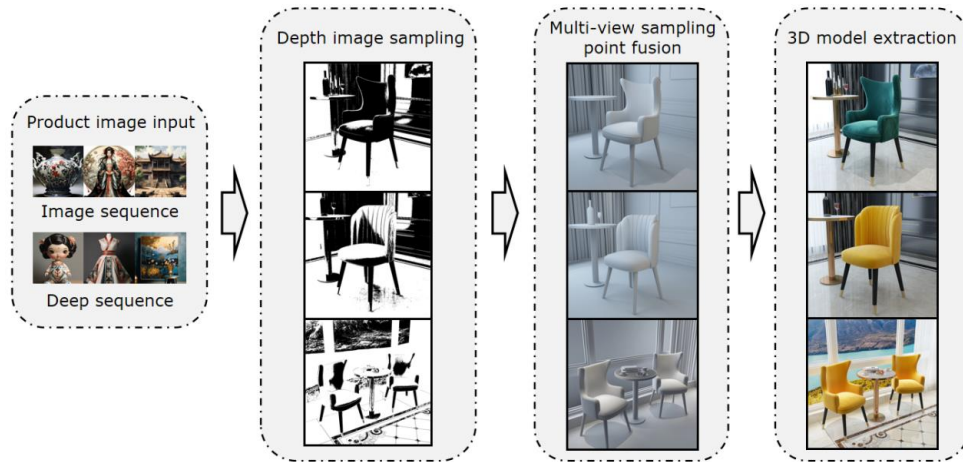 Product image input
Image sequence
Deep sequence
Depth image sampling
Multi-view sampling
point fusion
3D model extraction